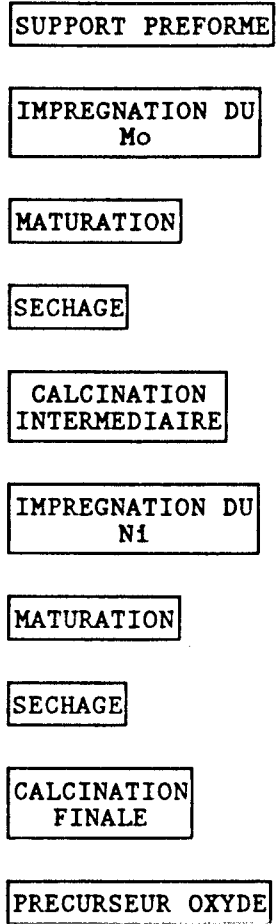 SUPPORT PREFORME
IMPREGNATION DU
Mo
MATURATION
SECHAGE
CALCINATION
INTERMEDIAIRE
IMPREGNATION DU
Ni
MATURATION
SECHAGE
CALCINATION
FINALE
PRECURSEUR OXYDE